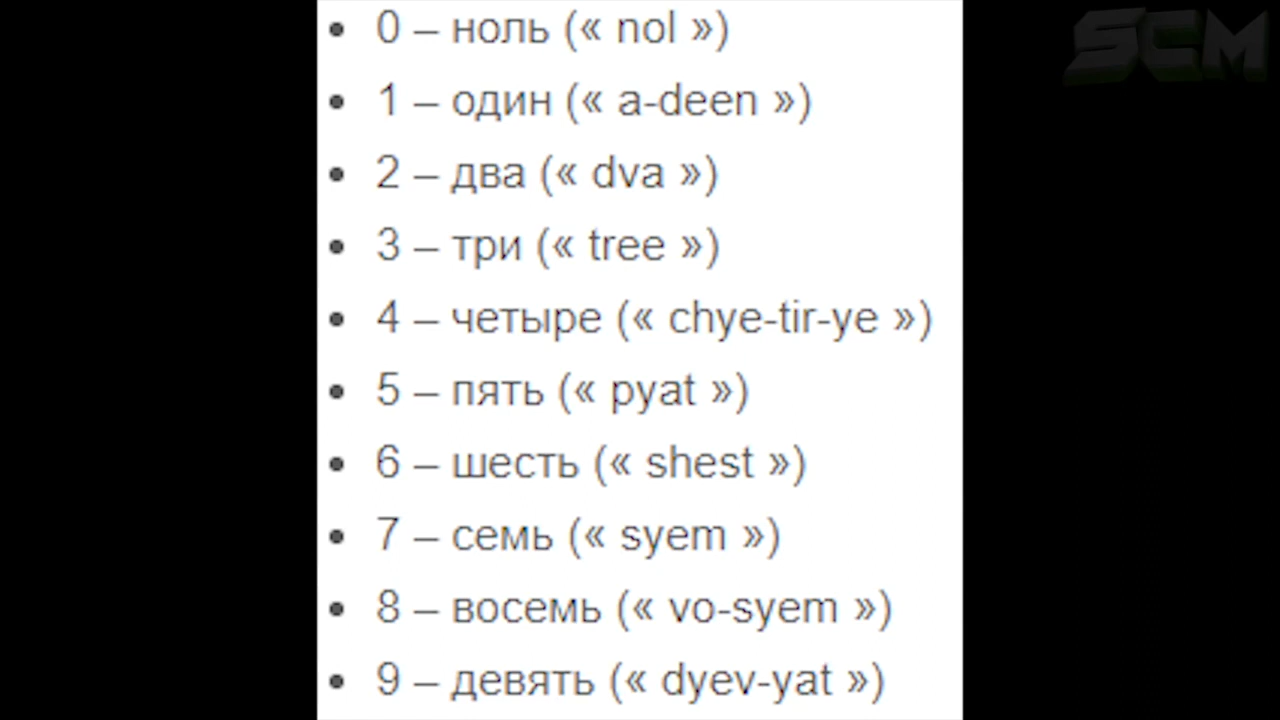 • 0 – ноль (« nol »)
• 1 – один (« a-deen »)
• 2 – два (« dva »)
• 3 – три (« tree »)
• 4 – четыре (« chye-tir-ye »)
• 5 – пять (« pyat »)
• 6 – шесть (« shest »)
• 7 – семь (« syem »)
• 8 – восемь (« vo-syem »)
• 9 – девять (« dyev-yat »)
SCM